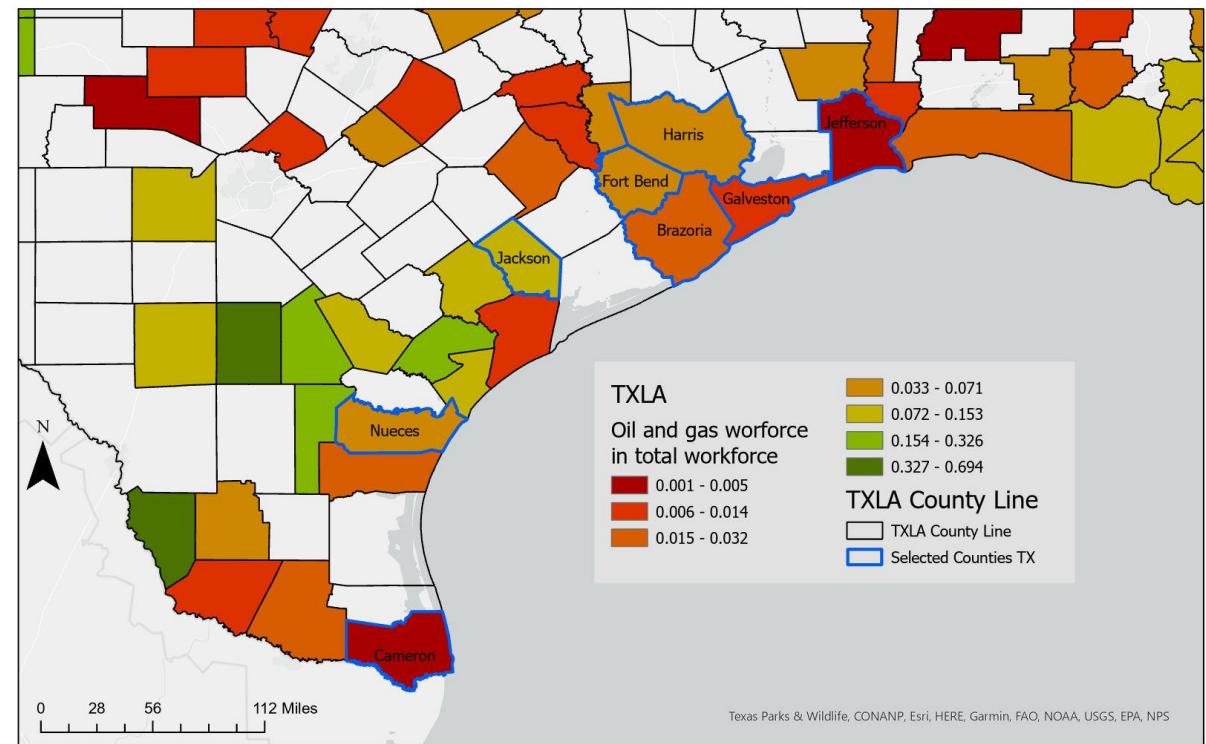 Harris
Jefferson
Fort Bend
Galveston
Brazoria
Jackson
Nueces
Cameron
N
0 28 56 112 Miles
TXLA
Oil and gas worforce
in total workforce
0.001 - 0.005
0.006 - 0.014
0.015 - 0.032
0.033 - 0.071
0.072 - 0.153
0.154 - 0.326
0.327 - 0.694
TXLA County Line
TXLA County Line
Selected Counties TX
Texas Parks & Wildlife, CONANP, Esri, HERE, Garmin, FAO, NOAA, USGS, EPA, NPS